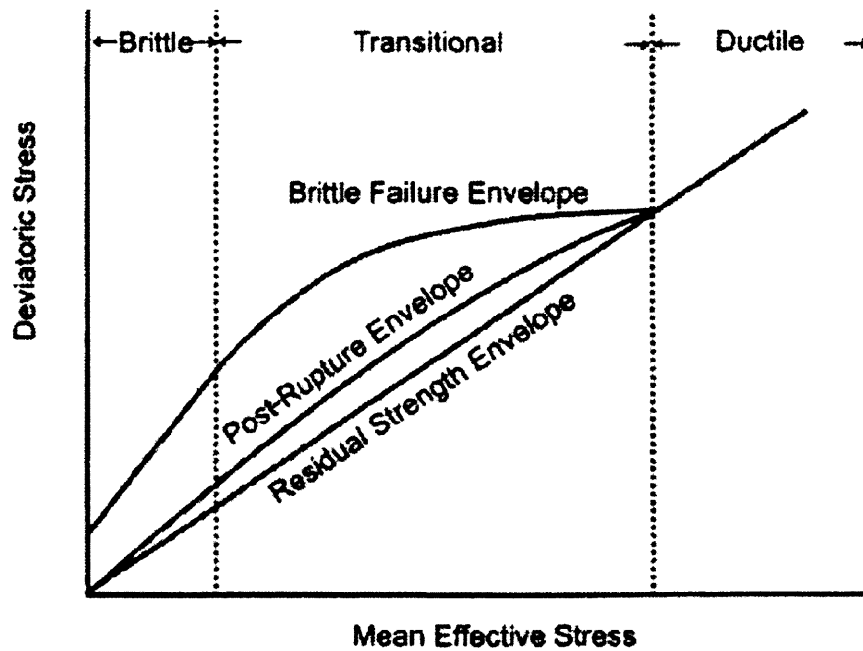 Brittle
Transitional
Ductile
Deviatoric Stress
Brittle Failure Envelope
Post-Rupture Envelope
Residual Strength Envelope
Mean Effective Stress